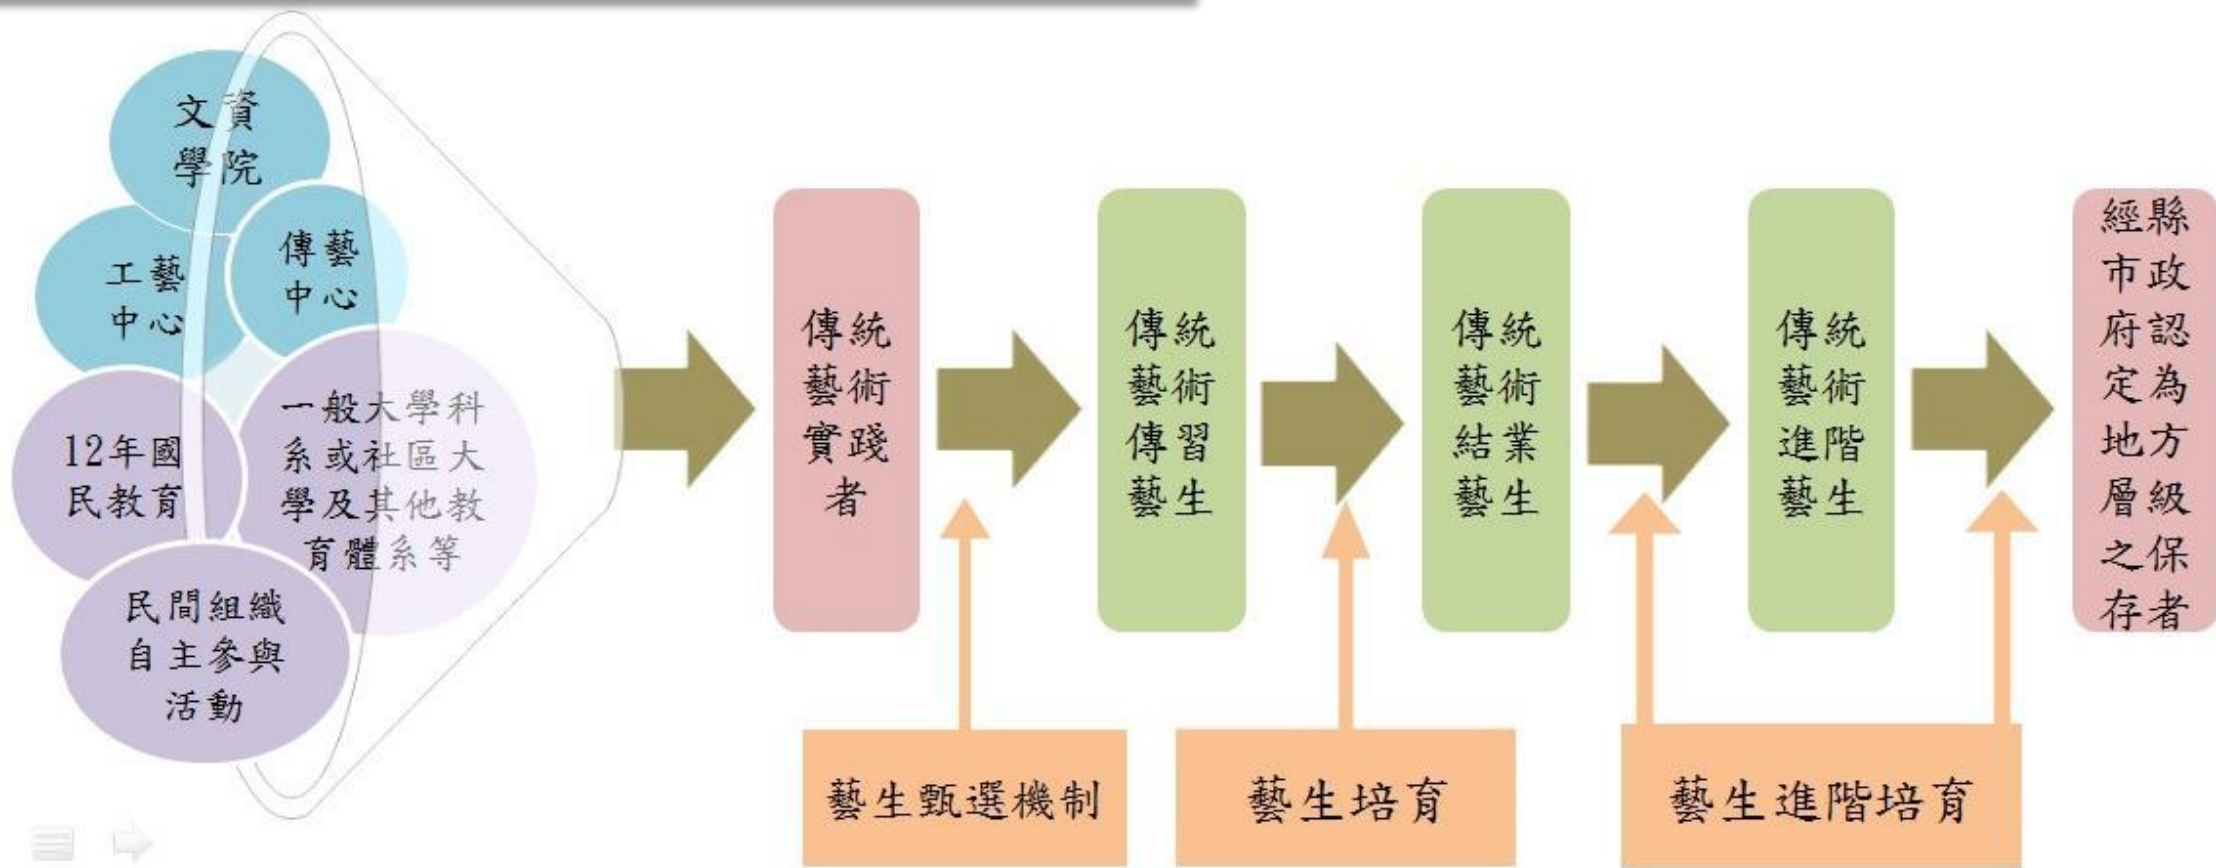 文資
學院
工藝
中心
傳藝
中心
12年國
民教育
一般大學科
系或社區大
學及其他教
育體系等
民間組織
自主參與
活動
傳統
藝術
實踐
者
傳統
藝術
傳習
藝生
傳統
藝術
結業
藝生
傳統
藝術
進階
藝生
經縣
市政
府認
定為
地方
層級
之保
存者
藝生甄選機制
藝生培育
藝生進階培育